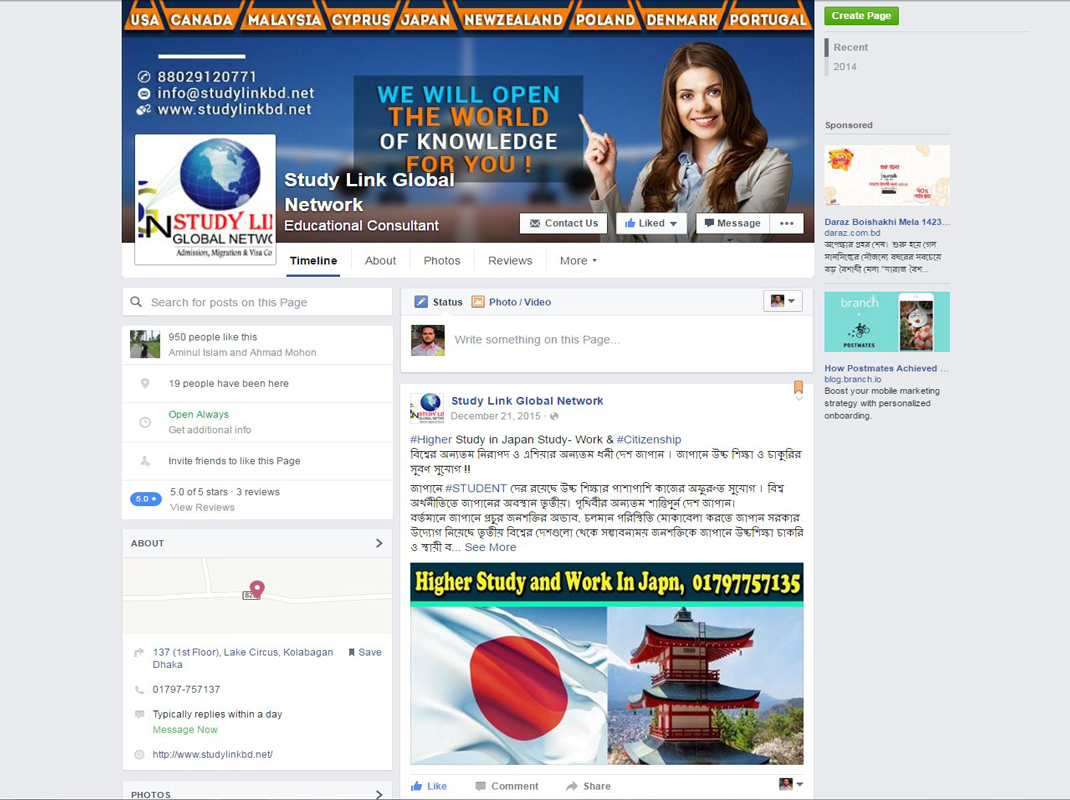 USA CANADA MALAYSIA CYPRUS JAPAN NEWZEALAND POLAND DENMARK PORTUGAL
88029120771
info@studylinkbd.net
www.studylinkbd.net
WE WILL OPEN
THE WORLD
OF KNOWLEDGE
FOR YOU !
STUDY LI
GLOBAL NETWO
Admission, Migration & Visa Co
Study Link Global
Network
Educational Consultant
Contact Us
Liked
Message
Timeline About Photos Reviews More
Create Page
Recent
2014
Search for posts on this Page
950 people like this
Aminul Islam and Ahmad Mohon
19 people have been here
Open Always
Get additional info
Invite friends to like this Page
5.0 ★ 5.0 of 5 stars · 3 reviews
View Reviews
ABOUT
137 (1st Floor), Lake Circus, Kolabagan Save
Dhaka
01797-757137
Typically replies within a day
Message Now
http://www.studylinkbd.net/
PHOTOS
Status Photo / Video
Write something on this Page...
Study Link Global Network
December 21, 2015 ·
#Higher Study in Japan Study- Work & #Citizenship
বিশ্বের অন্যতম নিরাপদ ও এশিয়ার অন্যতম ধনী দেশ জাপান । জাপানে উচ্চ শিক্ষা ও চাকুরির
সুবর্ণ সুযোগ !!
জাপানে #STUDENT দের রয়েছে উচ্চ শিক্ষার পাশাপাশি কাজের অফুরন্ত সুযোগ । বিশ্ব
অর্থনীতিতে জাপানের অবস্থান তৃতীয়। পৃথিবীর অন্যতম শান্তিপূর্ন দেশ জাপান।
বর্তমানে জাপানে প্রচুর জনশক্তির অভাব, চলমান পরিস্থিতি মোকাবেলা করতে জাপান সরকার
উদ্যোগ নিয়েছে তৃতীয় বিশ্বের দেশগুলো থেকে সম্ভাবনাময় জনশক্তিকে জাপানে উচ্চশিক্ষা চাকরি
ও স্থায়ী ব... See More
Higher Study and Work In Japn, 01797757135
Like Comment Share
Sponsored
Daraz Boishakhi Mela 1423...
daraz.com.bd
অপেক্ষার প্রহর শেষ। শুরু হয়ে গেল
বড় বৈশাখী মেলা "দারাজ বৈশ...
branch
POSTMATES
How Postmates Achieved ...
blog.branch.io
Boost your mobile marketing
strategy with personalized
onboarding.